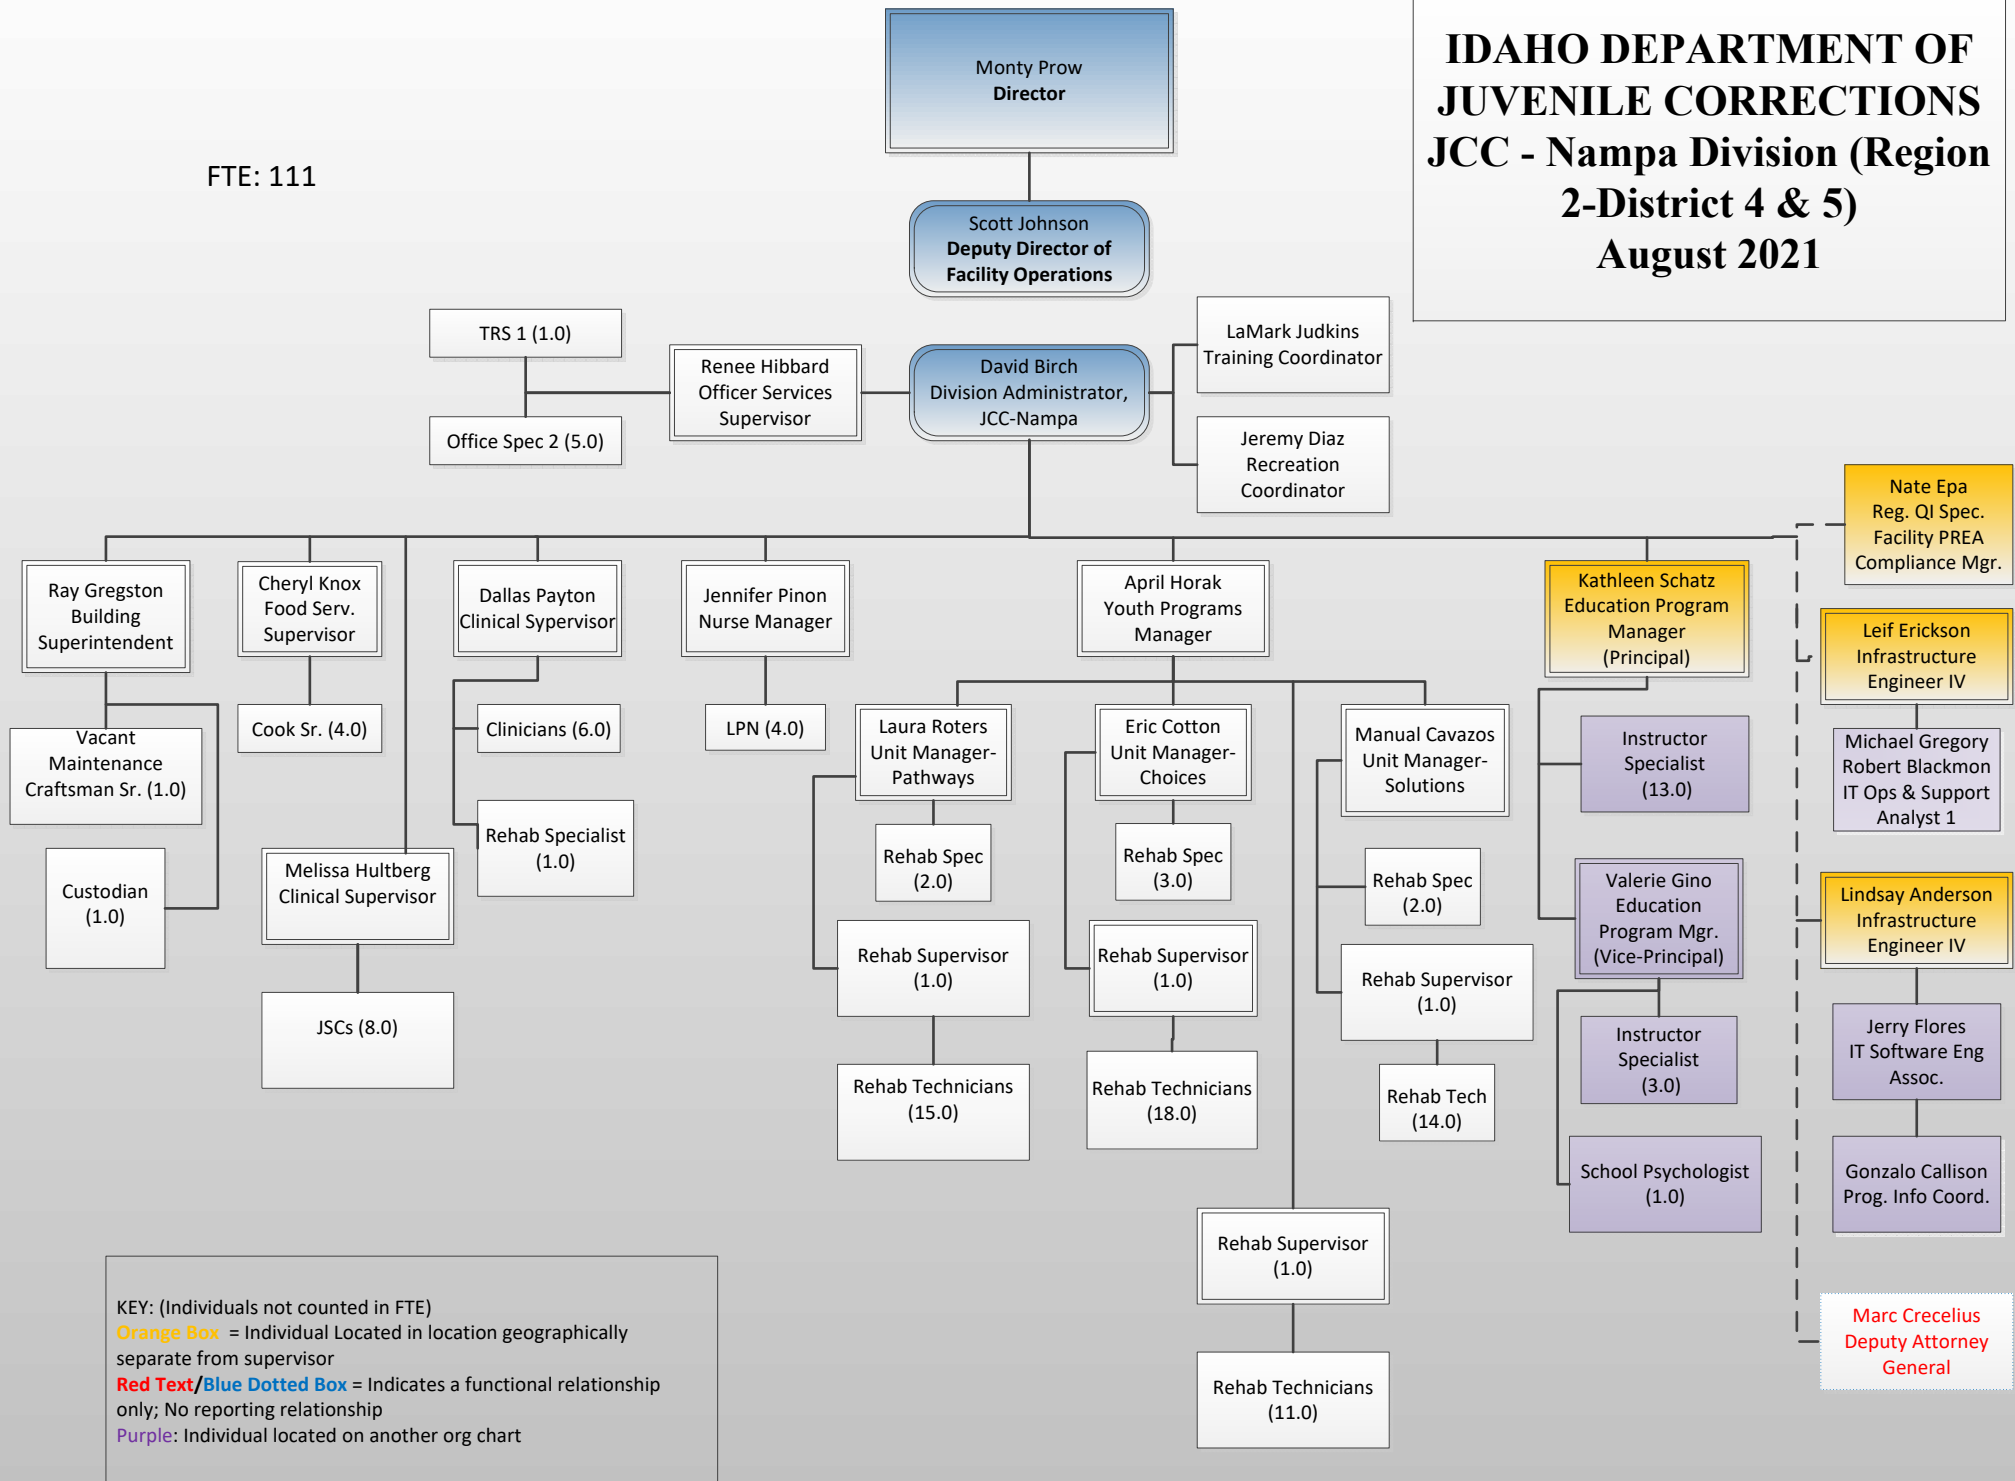 IDAHO DEPARTMENT OF
JUVENILE CORRECTIONS
JCC - Nampa Division (Region
2-District 4 & 5)
August 2021
Monty Prow
Director
FTE: 111
Scott Johnson
Deputy Director of
Facility Operations
TRS 1 (1.0)
Office Spec 2 (5.0)
Renee Hibbard
Officer Services
Supervisor
David Birch
Division Administrator,
JCC-Nampa
LaMark Judkins
Training Coordinator
Jeremy Diaz
Recreation
Coordinator
Ray Gregston
Building
Superintendent
Vacant
Maintenance
Craftsman Sr. (1.0)
Custodian
(1.0)
Cheryl Knox
Food Serv.
Supervisor
Cook Sr. (4.0)
Melissa Hultberg
Clinical Supervisor
JSCs (8.0)
Dallas Payton
Clinical Sypervisor
Clinicians (6.0)
Rehab Specialist
(1.0)
Jennifer Pinon
Nurse Manager
LPN (4.0)
April Horak
Youth Programs
Manager
Laura Roters
Unit Manager-
Pathways
Rehab Spec
(2.0)
Rehab Supervisor
(1.0)
Rehab Technicians
(15.0)
Eric Cotton
Unit Manager-
Choices
Rehab Spec
(3.0)
Rehab Supervisor
(1.0)
Rehab Technicians
(18.0)
Manual Cavazos
Unit Manager-
Solutions
Rehab Spec
(2.0)
Rehab Supervisor
(1.0)
Rehab Tech
(14.0)
Rehab Supervisor
(1.0)
Rehab Technicians
(11.0)
Kathleen Schatz
Education Program
Manager
(Principal)
Instructor
Specialist
(13.0)
Valerie Gino
Education
Program Mgr.
(Vice-Principal)
Instructor
Specialist
(3.0)
School Psychologist
(1.0)
Nate Epa
Reg. QI Spec.
Facility PREA
Compliance Mgr.
Leif Erickson
Infrastructure
Engineer IV
Michael Gregory
Robert Blackmon
IT Ops & Support
Analyst 1
Lindsay Anderson
Infrastructure
Engineer IV
Jerry Flores
IT Software Eng
Assoc.
Gonzalo Callison
Prog. Info Coord.
Marc Crecelius
Deputy Attorney
General
KEY: (Individuals not counted in FTE)
Orange Box = Individual Located in location geographically
separate from supervisor
Red Text/Blue Dotted Box = Indicates a functional relationship
only; No reporting relationship
Purple: Individual located on another org chart